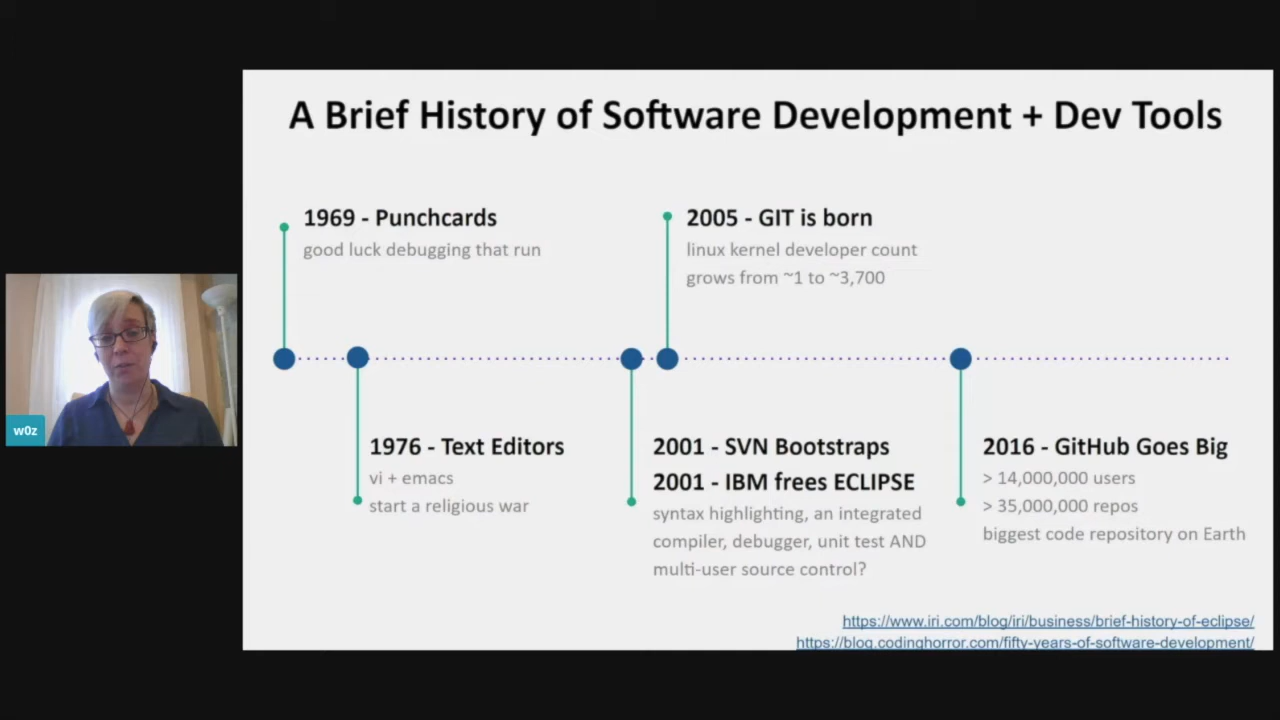 A Brief History of Software Development + Dev Tools
1969 - Punchcards
good luck debugging that run
2005 - GIT is born
linux kernel developer count
grows from ~1 to ~3,700
w0z
1976 - Text Editors
vi + emacs
start a religious war
2001 - SVN Bootstraps
2001 - IBM frees ECLIPSE
syntax highlighting, an integrated
compiler, debugger, unit test AND
multi-user source control?
2016 - GitHub Goes Big
> 14,000,000 users
> 35,000,000 repos
biggest code repository on Earth
https://www.iri.com/blog/iri/business/brief-history-of-eclipse/
https://blog.codinghorror.com/fifty-years-of-software-development/